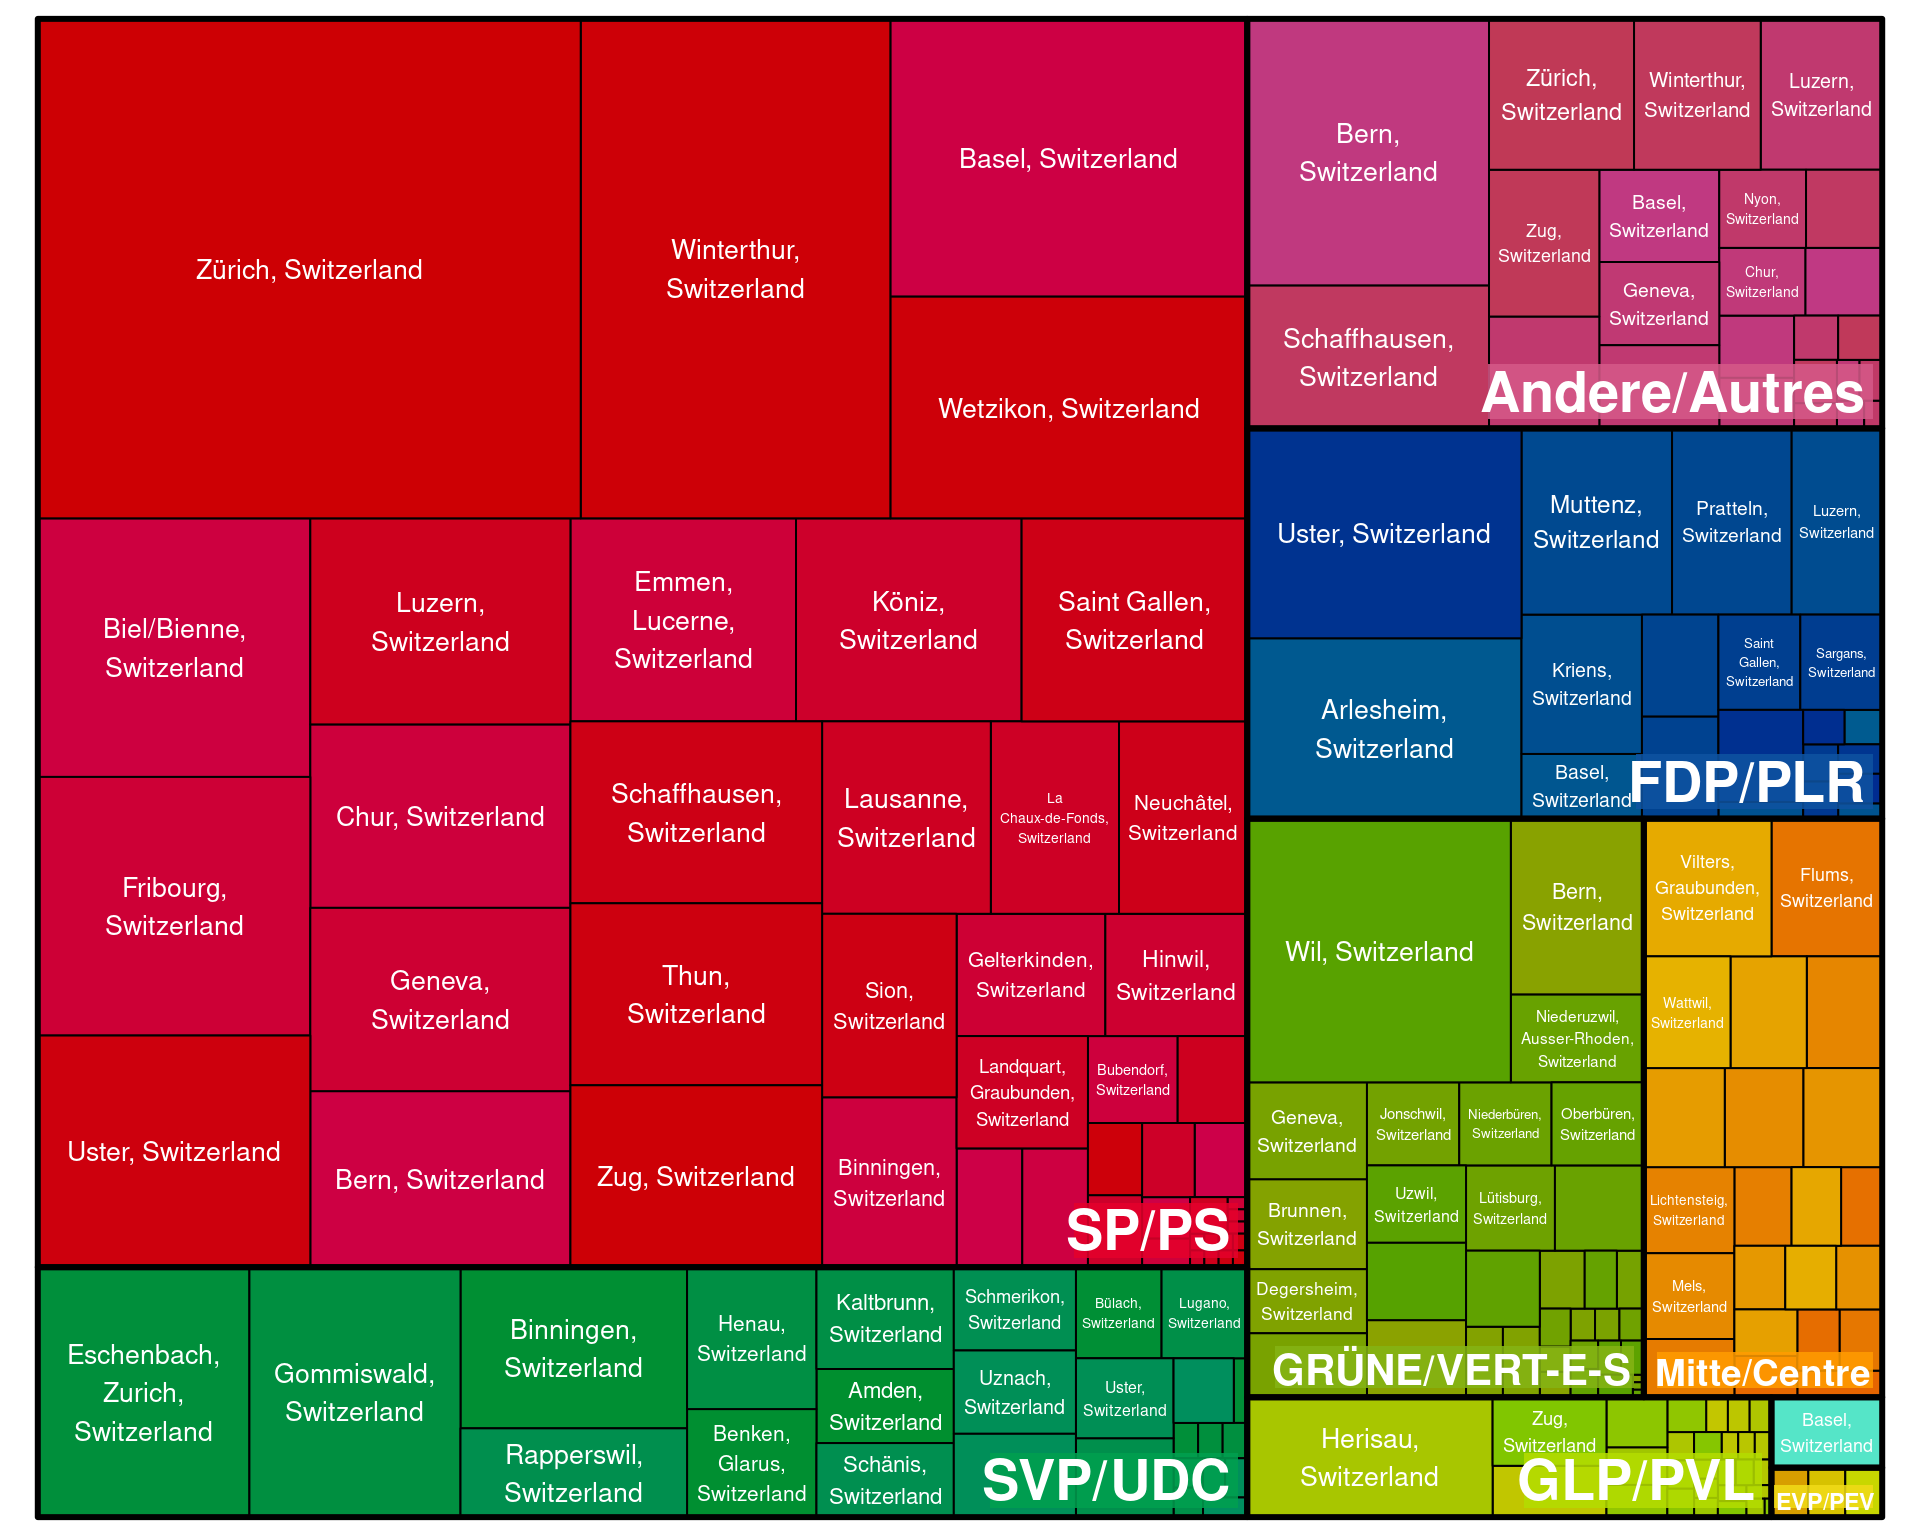 Zürich, Switzerland
Winterthur,
Switzerland
Basel, Switzerland
Wetzikon, Switzerland
Biel/Bienne,
Switzerland
Fribourg,
Switzerland
Uster, Switzerland
Luzern,
Switzerland
Chur, Switzerland
Geneva,
Switzerland
Bern, Switzerland
Emmen,
Lucerne,
Switzerland
Köniz,
Switzerland
Saint Gallen,
Switzerland
Schaffhausen,
Switzerland
Thun,
Switzerland
Zug, Switzerland
Lausanne,
Switzerland
La
Chaux-de-Fonds,
Switzerland
Neuchâtel,
Switzerland
Sion,
Switzerland
Binningen,
Switzerland
Gelterkinden,
Switzerland
Hinwil,
Switzerland
Landquart,
Graubunden,
Switzerland
Bubendorf,
Switzerland
SP/PS
Eschenbach,
Zurich,
Switzerland
Gommiswald,
Switzerland
Binningen,
Switzerland
Rapperswil,
Switzerland
Henau,
Switzerland
Benken,
Glarus,
Switzerland
Kaltbrunn,
Switzerland
Amden,
Switzerland
Schänis,
Switzerland
Schmerikon,
Switzerland
Uznach,
Switzerland
Bülach,
Switzerland
Lugano,
Switzerland
Uster,
Switzerland
SVP/UDC
Bern,
Switzerland
Schaffhausen,
Switzerland
Zürich,
Switzerland
Winterthur,
Switzerland
Luzern,
Switzerland
Zug,
Switzerland
Basel,
Switzerland
Geneva,
Switzerland
Nyon,
Switzerland
Chur,
Switzerland
Andere/Autres
Uster, Switzerland
Arlesheim,
Switzerland
Muttenz,
Switzerland
Pratteln,
Switzerland
Luzern,
Switzerland
Kriens,
Switzerland
Basel,
Switzerland
Saint
Gallen,
Switzerland
Sargans,
Switzerland
FDP/PLR
Wil, Switzerland
Bern,
Switzerland
Niederuzwil,
Ausser-Rhoden,
Switzerland
Geneva,
Switzerland
Brunnen,
Switzerland
Degersheim,
Switzerland
Jonschwil,
Switzerland
Niederbüren,
Switzerland
Oberbüren,
Switzerland
Uzwil,
Switzerland
Lütisburg,
Switzerland
GRÜNE/VERT-E-S
Vilters,
Graubunden,
Switzerland
Flums,
Switzerland
Wattwil,
Switzerland
Lichtensteig,
Switzerland
Mels,
Switzerland
Mitte/Centre
Herisau,
Switzerland
Zug,
Switzerland
GLP/PVL
Basel,
Switzerland
EVP/PEV